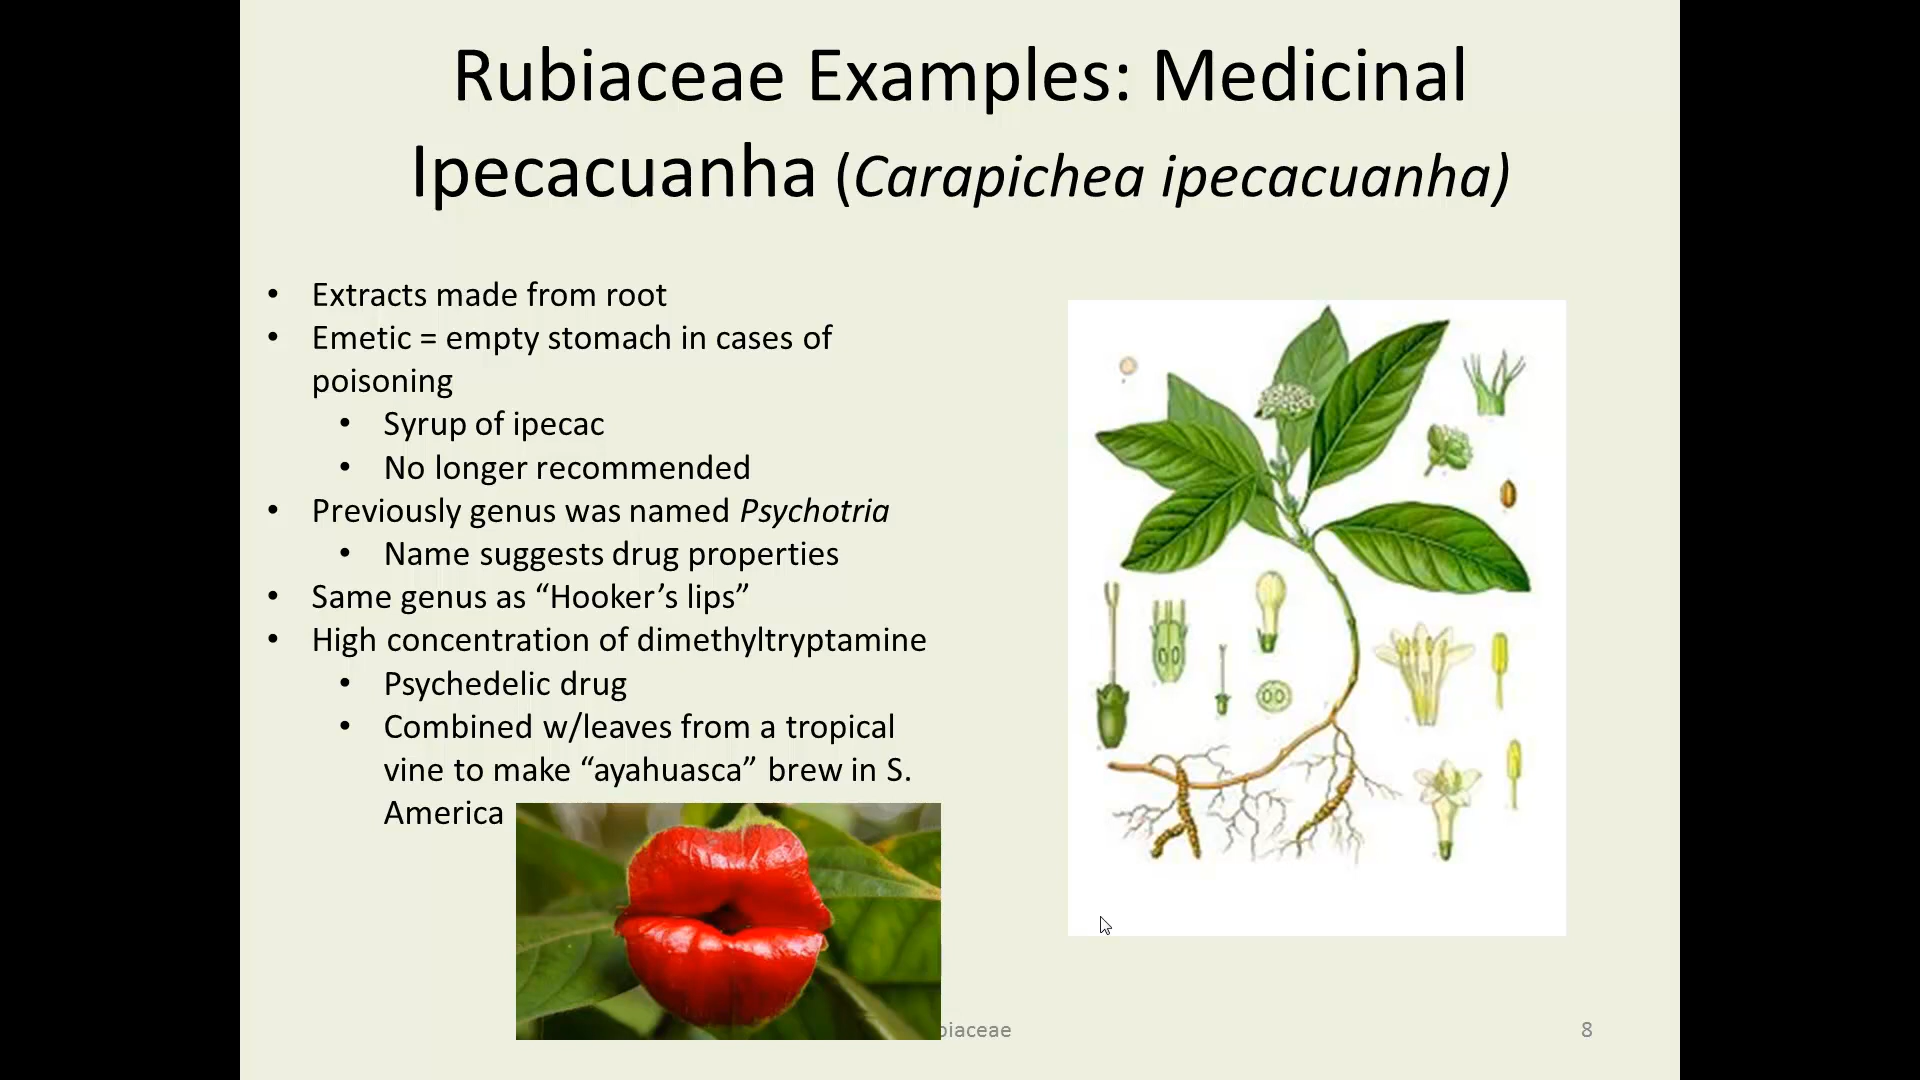 Rubiaceae Examples: Medicinal
Ipecacuanha (Carapichea ipecacuanha)
• Extracts made from root
• Emetic = empty stomach in cases of
poisoning
• Syrup of ipecac
• No longer recommended
• Previously genus was named Psychotria
• Name suggests drug properties
• Same genus as “Hooker’s lips”
• High concentration of dimethyltryptamine
• Psychedelic drug
• Combined w/leaves from a tropical
vine to make “ayahuasca” brew in S.
America
biaceae
8